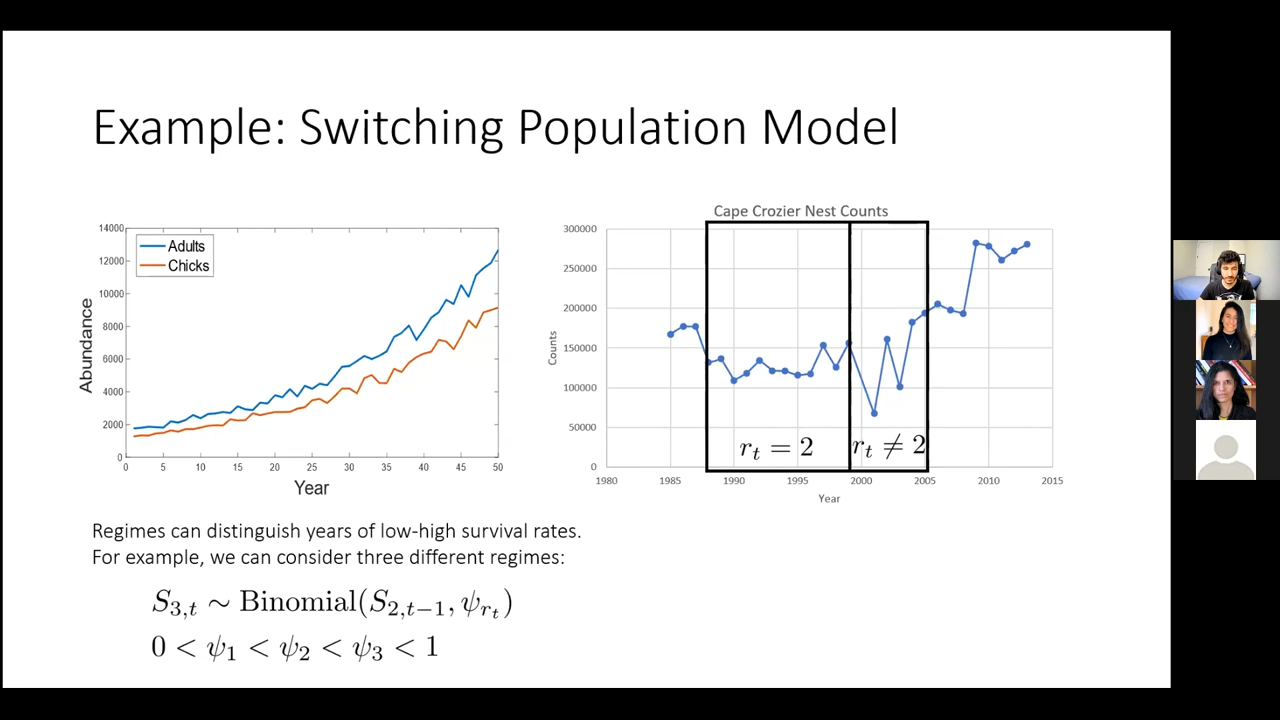 Example: Switching Population Model
Adults
Chicks
Abundance
14000
12000
10000
8000
6000
4000
2000
0
0 5 10 15 20 25 30 35 40 45 50
Year
Cape Crozier Nest Counts
Counts
300000
250000
200000
150000
100000
50000
0
r_t = 2
r_t ≠ 2
1980 1985 1990 1995 2000 2005 2010 2015
Year
Regimes can distinguish years of low-high survival rates.
For example, we can consider three different regimes:
S_{3,t} ∼ Binomial(S_{2,t−1}, ψ_{r_t})
0 < ψ_1 < ψ_2 < ψ_3 < 1